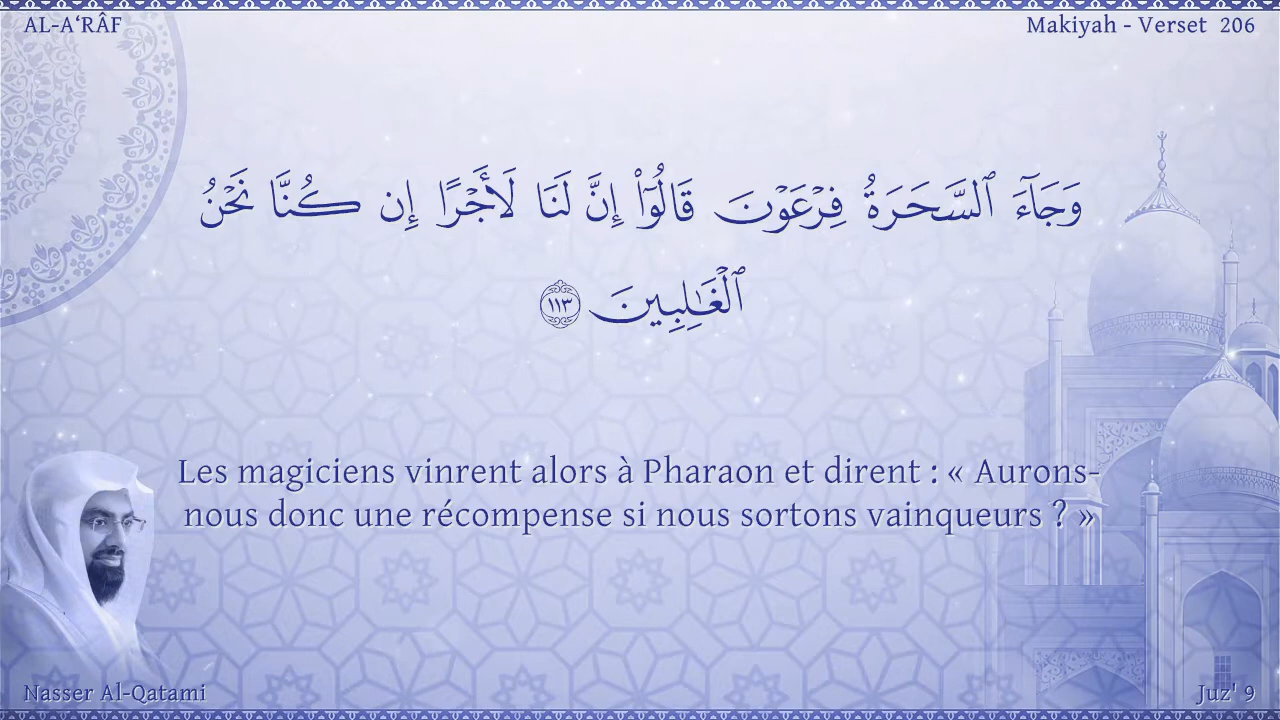 AL-A‘RÂF
Makiyah - Verset 206
وَجَآءَ ٱلسَّحَرَةُ فِرْعَوْنَ قَالُوٓا۟ إِنَّ لَنَا لَأَجْرًا إِن كُنَّا نَحْنُ
ٱلْغَـٰلِبِينَ ١١٣
Les magiciens vinrent alors à Pharaon et dirent : « Aurons-
nous donc une récompense si nous sortons vainqueurs ? »
Nasser Al-Qatami
Juz' 9